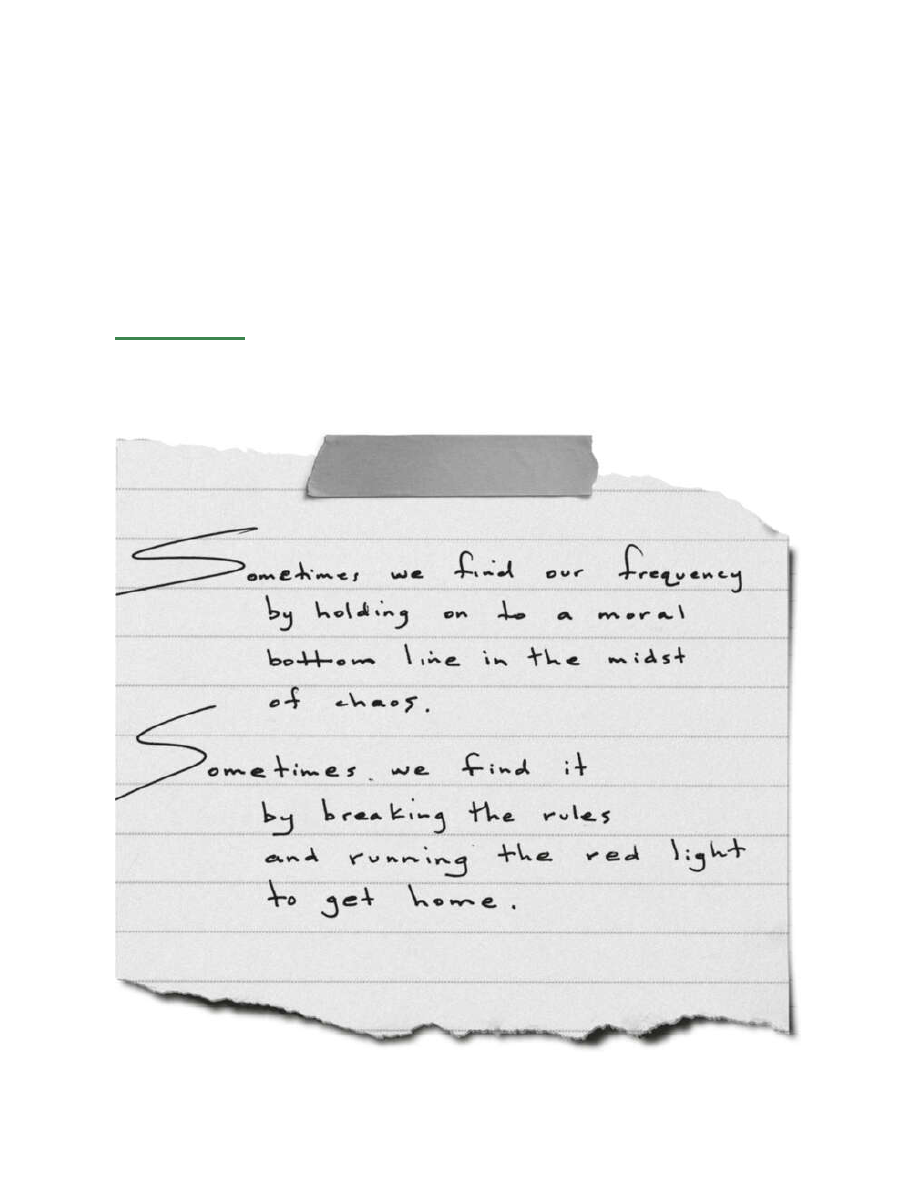 Sometimes we find our frequency
by holding on to a moral
bottom line in the midst
of chaos.
Sometimes we find it
by breaking the rules
and running the red light
to get home.